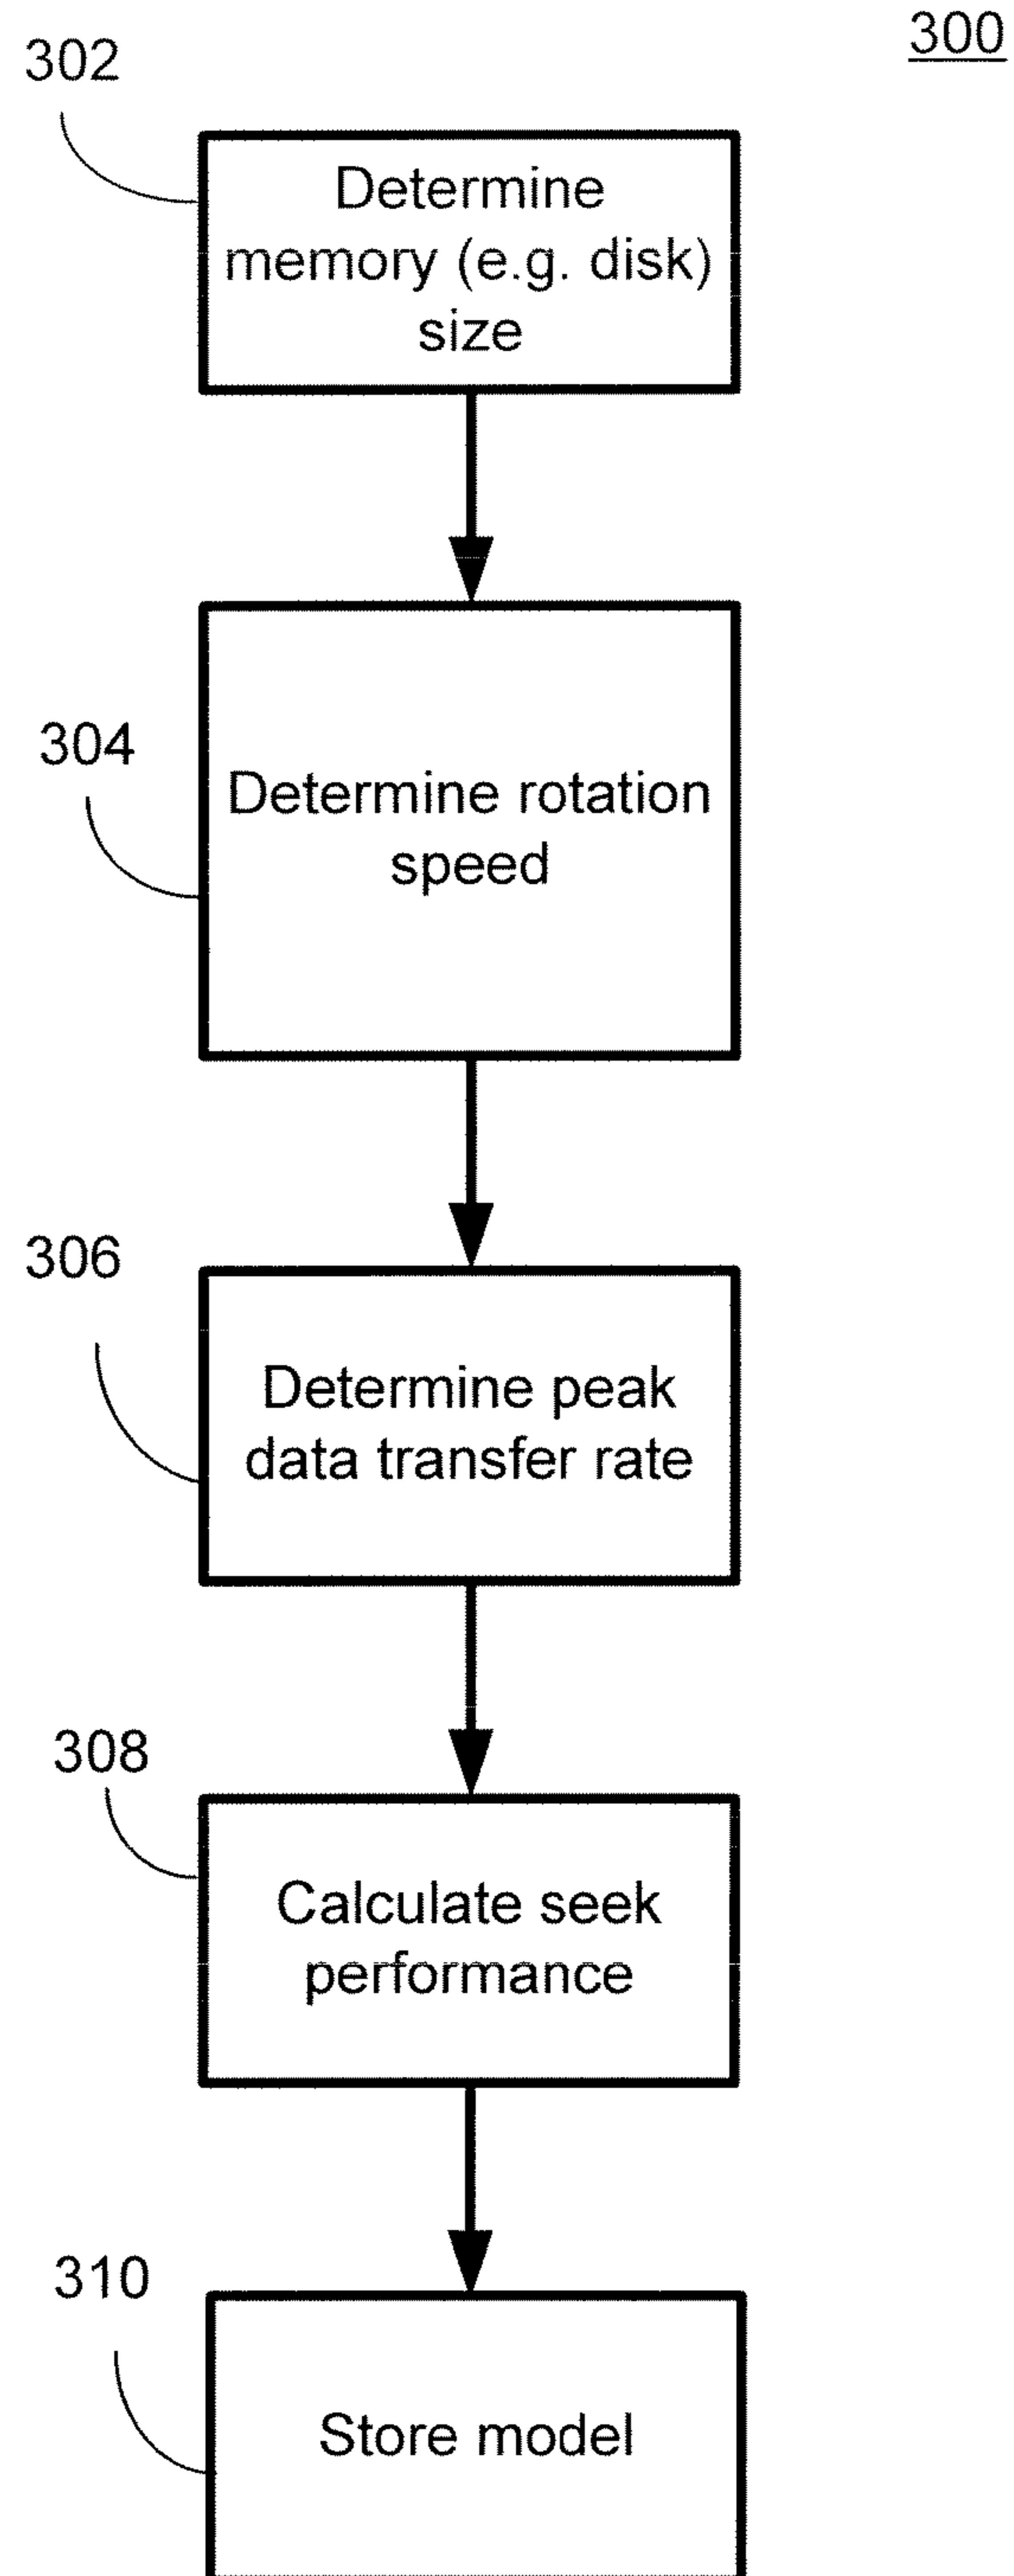 300
302
Determine
memory (e.g. disk)
size
304
Determine rotation
speed
306
Determine peak
data transfer rate
308
Calculate seek
performance
310
Store model